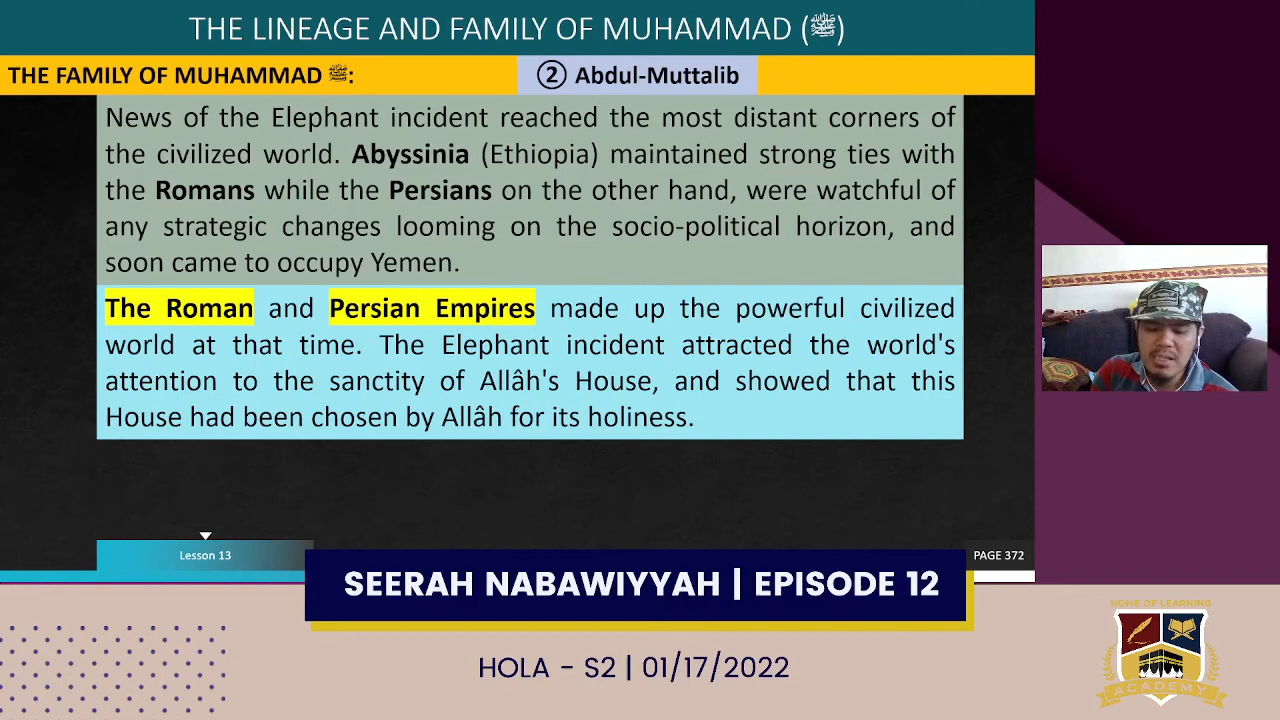 THE LINEAGE AND FAMILY OF MUHAMMAD (ﷺ)
THE FAMILY OF MUHAMMAD ﷺ:
② Abdul-Muttalib
News of the Elephant incident reached the most distant corners of
the civilized world. Abyssinia (Ethiopia) maintained strong ties with
the Romans while the Persians on the other hand, were watchful of
any strategic changes looming on the socio-political horizon, and
soon came to occupy Yemen.
The Roman and Persian Empires made up the powerful civilized
world at that time. The Elephant incident attracted the world's
attention to the sanctity of Allâh's House, and showed that this
House had been chosen by Allâh for its holiness.
Lesson 13
PAGE 372
SEERAH NABAWIYYAH | EPISODE 12
HOLA - S2 | 01/17/2022
HOME OF LEARNING
ACADEMY